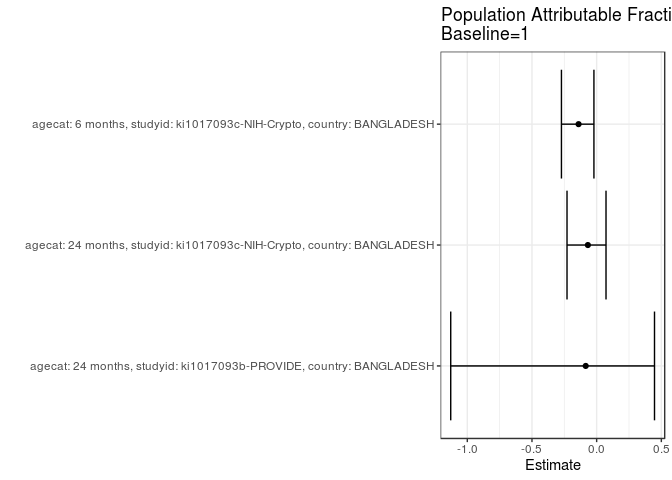 Population Attributable Fracti
Baseline=1
agecat: 6 months, studyid: ki1017093c-NIH-Crypto, country: BANGLADESH
agecat: 24 months, studyid: ki1017093c-NIH-Crypto, country: BANGLADESH
agecat: 24 months, studyid: ki1017093b-PROVIDE, country: BANGLADESH
-1.0 -0.5 0.0 0.5
Estimate